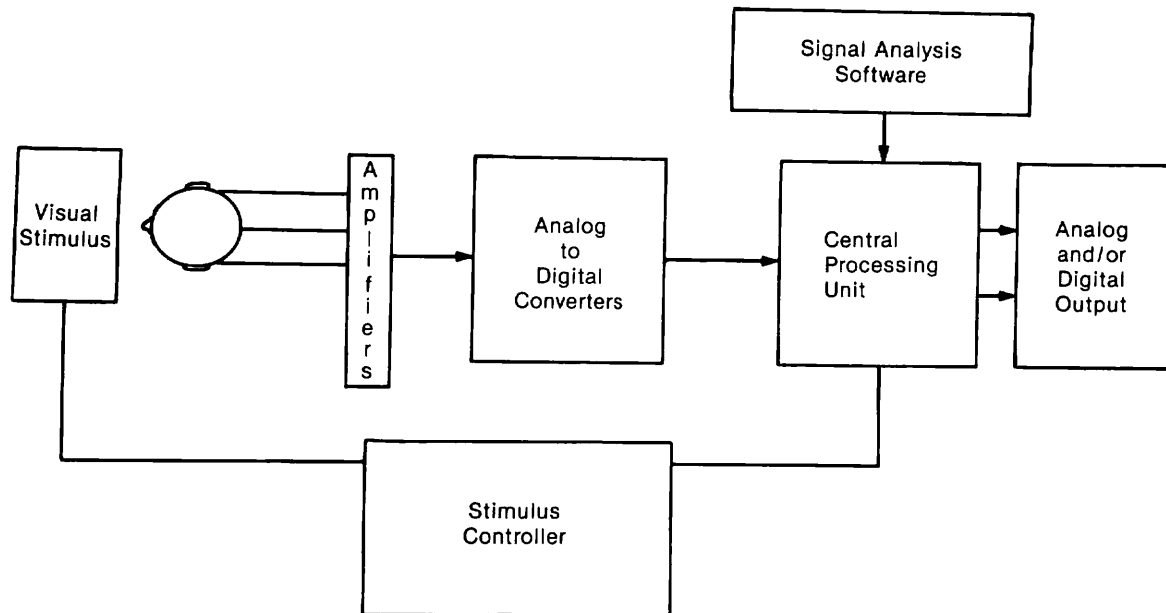 Signal Analysis
Software
Visual
Stimulus
Amplifiers
Analog
to
Digital
Converters
Central
Processing
Unit
Analog
and/or
Digital
Output
Stimulus
Controller